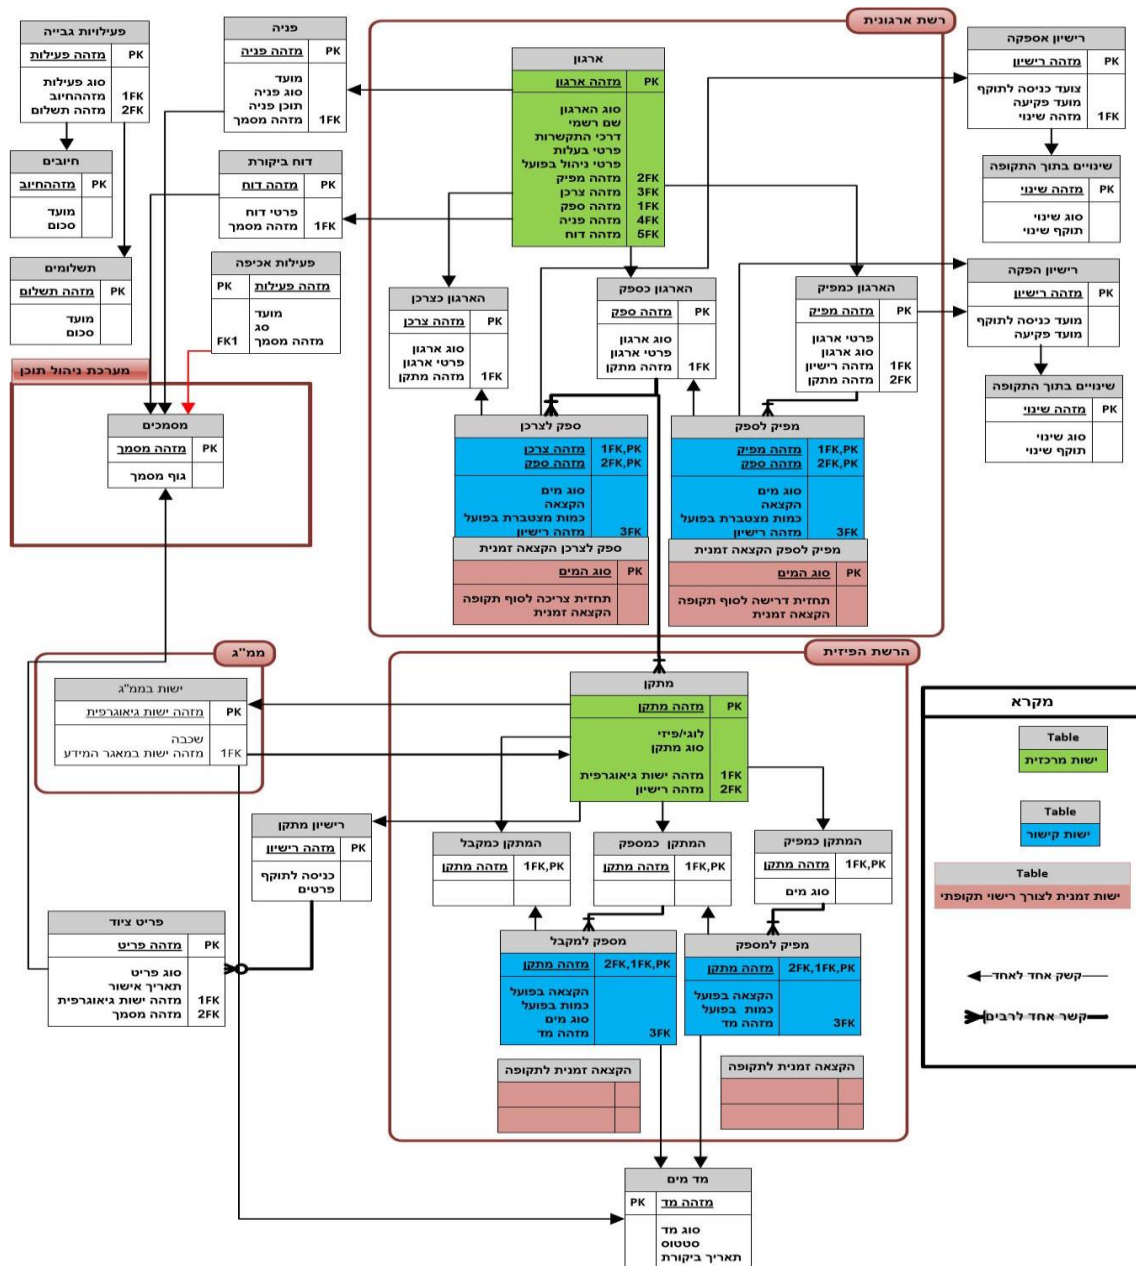 רשת ארגונית
פעילויות גבייה
PK מזהה פעילות
סוג פעילות
1FK מזההחיוב
2FK מזהה תשלום
חיובים
PK מזההחיוב
מועד
סכום
תשלומים
PK מזהה תשלום
מועד
סכום
פניה
PK מזהה פניה
מועד
סוג פניה
תוכן פניה
1FK מזהה מסמך
דוח ביקורת
PK מזהה דוח
פרטי דוח
1FK מזהה מסמך
פעילות אכיפה
PK מזהה פעילות
מועד
סג
FK1 מזהה מסמך
מערכת ניהול תוכן
מסמכים
PK מזהה מסמך
גוף מסמך
ארגון
PK מזהה ארגון
סוג הארגון
שם רשמי
דרכי התקשרות
פרטי בעלות
פרטי ניהול בפועל
2FK מזהה מפיק
3FK מזהה צרכן
1FK מזהה ספק
4FK מזהה פניה
5FK מזהה דוח
הארגון כצרכן
PK מזהה צרכן
סוג ארגון
פרטי ארגון
1FK מזהה מתקן
הארגון כספק
PK מזהה ספק
סוג ארגון
פרטי ארגון
1FK מזהה מתקן
הארגון כמפיק
PK מזהה מפיק
פרטי ארגון
סוג ארגון
1FK מזהה רישיון
2FK מזהה מתקן
רישיון אספקה
PK מזהה רישיון
צועד כניסה לתוקף
מועד פקיעה
1FK מזהה שינוי
שינויים בתוך התקופה
PK מזהה שינוי
סוג שינוי
תוקף שינוי
רישיון הפקה
PK מזהה רישיון
מועד כניסה לתוקף
מועד פקיעה
שינויים בתוך התקופה
PK מזהה שינוי
סוג שינוי
תוקף שינוי
ספק לצרכן
1FK,PK מזהה צרכן
2FK,PK מזהה ספק
סוג מים
הקצאה
כמות מצטברת בפועל
3FK מזהה רישיון
ספק לצרכן הקצאה זמנית
PK סוג המים
תחזית צריכה לסוף תקופה
הקצאה זמנית
מפיק לספק
1FK,PK מזהה מפיק
2FK,PK מזהה ספק
סוג מים
הקצאה
כמות מצטברת בפועל
3FK מזהה רישיון
מפיק לספק הקצאה זמנית
PK סוג המים
תחזית דרישה לסוף תקופה
הקצאה זמנית
ממ"ג
ישות בממ"ג
PK מזהה ישות גיאוגרפית
שכבה
1FK מזהה ישות במאגר המידע
הרשת הפיזית
מתקן
PK מזהה מתקן
לוגי/פיזי
סוג מתקן
1FK מזהה ישות גיאוגרפית
2FK מזהה רישיון
רישיון מתקן
PK מזהה רישיון
כניסה לתוקף
פרטים
המתקן כמקבל
1FK,PK מזהה מתקן
המתקן כמספק
1FK,PK מזהה מתקן
המתקן כמפיק
1FK,PK מזהה מתקן
סוג מים
פריט ציוד
PK מזהה פריט
סוג פריט
תאריך אישור
1FK מזהה ישות גיאוגרפית
2FK מזהה מסמך
מספק למקבל
2FK,1FK,PK מזהה מתקן
הקצאה בפועל
כמות בפועל
סוג מים
3FK מזהה מד
מפיק למספק
2FK,1FK,PK מזהה מתקן
הקצאה בפועל
כמות בפועל
3FK מזהה מד
הקצאה זמנית לתקופה
הקצאה זמנית לתקופה
מד מים
PK מזהה מד
סוג מד
סטטוס
תאריך ביקורת
מקרא
Table
ישות מרכזית
Table
ישות קישור
Table
ישות זמנית לצורך רישוי תקופתי
קשק אחד לאחד
קשר אחד לרבים